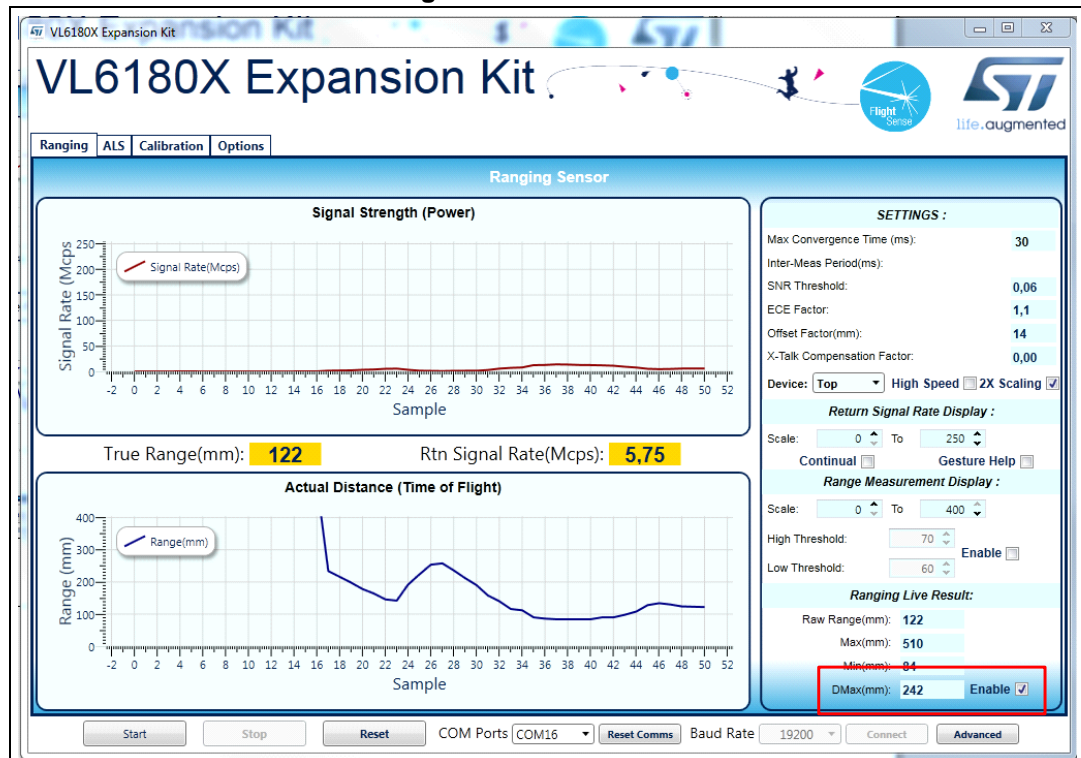 VL6180X Expansion Kit
VL6180X Expansion Kit
Flight
Sense
life.augmented
Ranging ALS Calibration Options
Ranging Sensor
Signal Strength (Power)
Signal Rate (Mcps)
250
200
150
100
50
0
Signal Rate(Mcps)
-2 0 2 4 6 8 10 12 14 16 18 20 22 24 26 28 30 32 34 36 38 40 42 44 46 48 50 52
Sample
True Range(mm): 122 Rtn Signal Rate(Mcps): 5,75
Actual Distance (Time of Flight)
Range (mm)
400
300
200
100
0
Range(mm)
-2 0 2 4 6 8 10 12 14 16 18 20 22 24 26 28 30 32 34 36 38 40 42 44 46 48 50 52
Sample
SETTINGS :
Max Convergence Time (ms): 30
Inter-Meas Period(ms):
SNR Threshold: 0,06
ECE Factor: 1,1
Offset Factor(mm): 14
X-Talk Compensation Factor: 0,00
Device: Top High Speed 2X Scaling
Return Signal Rate Display :
Scale: 0 To 250
Continual Gesture Help
Range Measurement Display :
Scale: 0 To 400
High Threshold: 70
Enable
Low Threshold: 60
Ranging Live Result:
Raw Range(mm): 122
Max(mm): 510
Min(mm): 84
DMax(mm): 242 Enable
Start Stop Reset COM Ports COM16 Reset Comms Baud Rate 19200 Connect Advanced